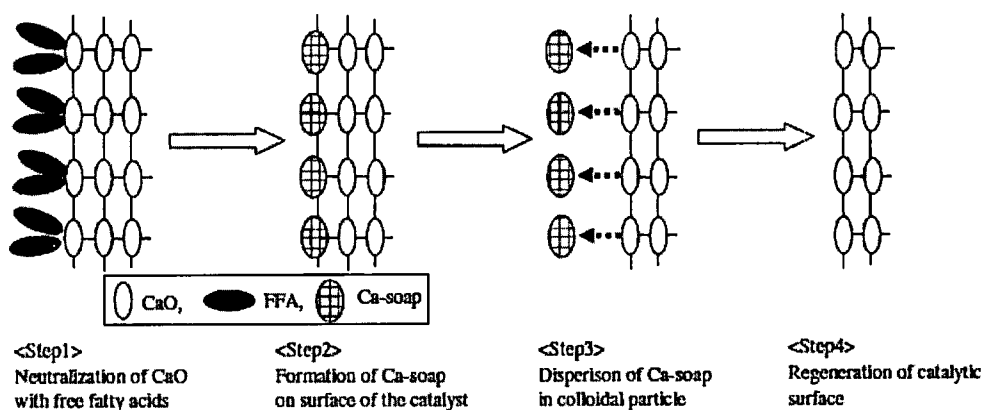 CaO, FFA, Ca-soap
<Step1>
Neutralization of CaO
with free fatty acids
<Step2>
Formation of Ca-soap
on surface of the catalyst
<Step3>
Disperison of Ca-soap
in colloidal particle
<Step4>
Regeneration of catalytic
surface